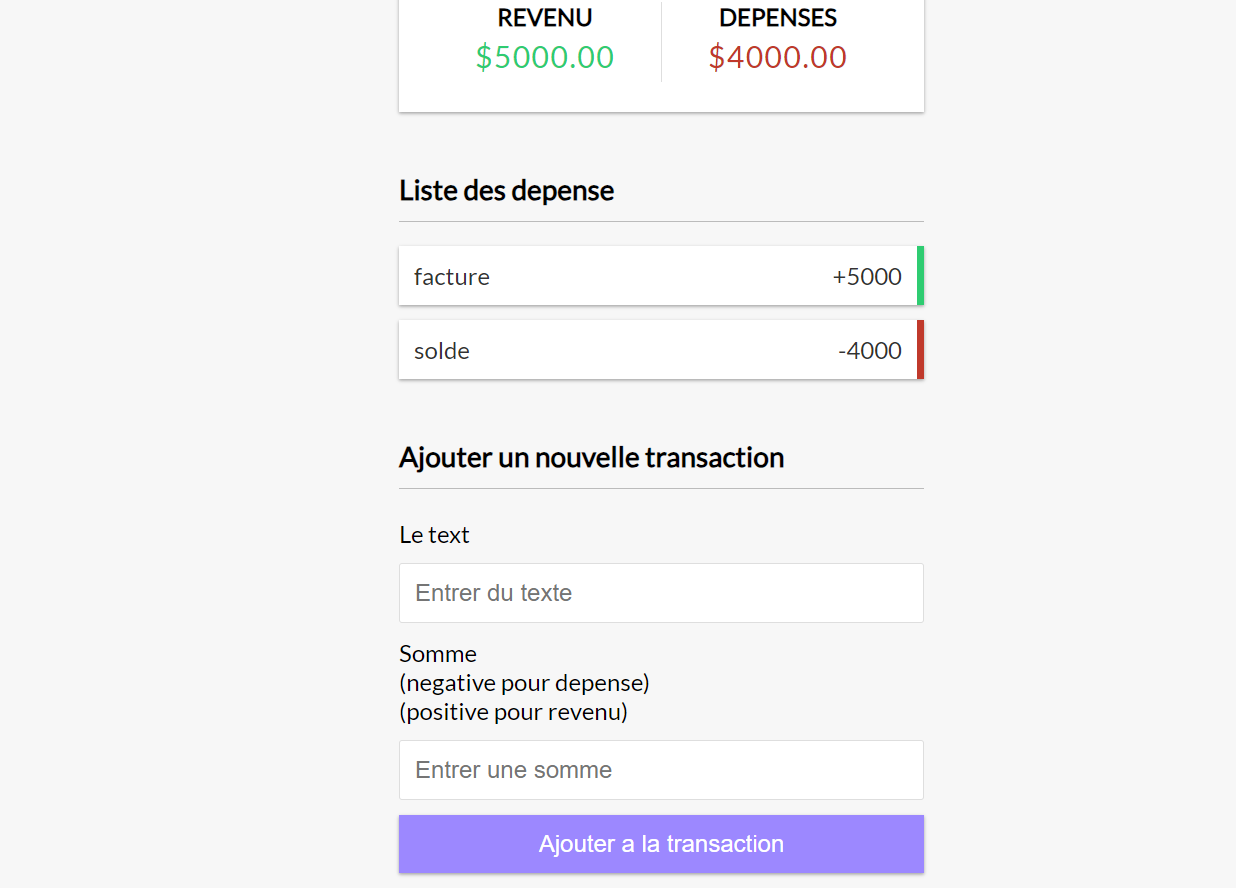 REVENU
$5000.00
DEPENSES
$4000.00
Liste des depense
facture +5000
solde -4000
Ajouter un nouvelle transaction
Le text
Entrer du texte
Somme
(negative pour depense)
(positive pour revenu)
Entrer une somme
Ajouter a la transaction